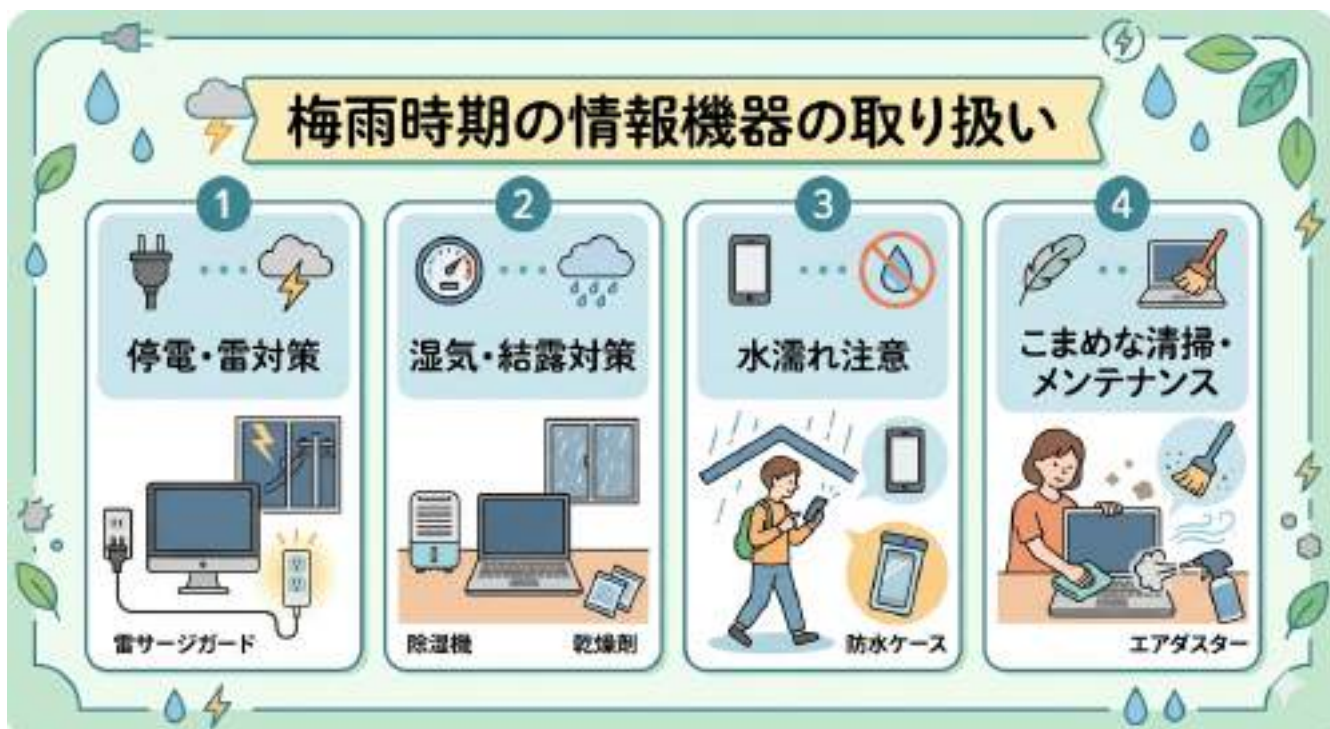 梅雨時期の情報機器の取り扱い
1
停電・雷対策
雷サージガード
2
湿気・結露対策
除湿機
乾燥剤
3
水濡れ注意
防水ケース
4
こまめな清掃・
メンテナンス
エアダスター